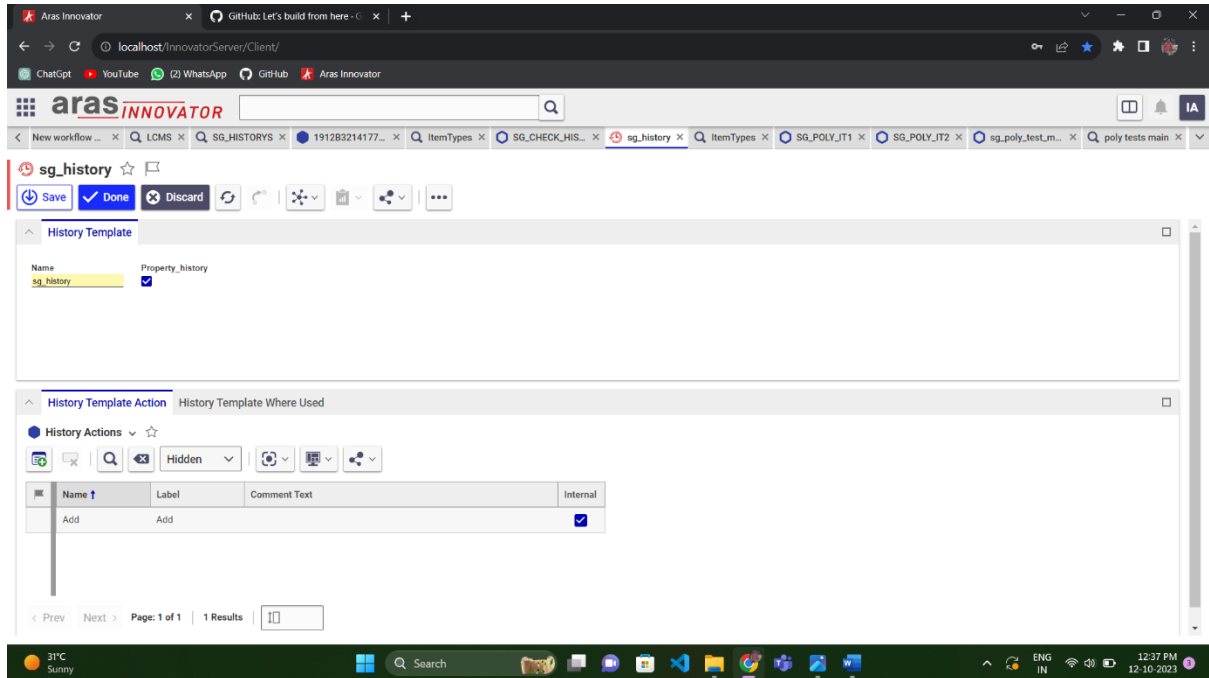 Aras Innovator
GitHub: Let's build from here · G
localhost/InnovatorServer/Client/
ChatGpt YouTube (2) WhatsApp GitHub Aras Innovator
aras INNOVATOR
IA
New workflow ... LCMS SG_HISTORYS 1912B3214177... ItemTypes SG_CHECK_HIS... sg_history ItemTypes SG_POLY_IT1 SG_POLY_IT2 sg_poly_test_m... poly tests main
sg_history
Save Done Discard
History Template
Name Property_history
sg_history
History Template Action History Template Where Used
History Actions
Hidden
Name Label Comment Text Internal
Add Add
< Prev Next > Page: 1 of 1 1 Results
31°C
Sunny
Search
ENG
IN
12:37 PM
12-10-2023
1